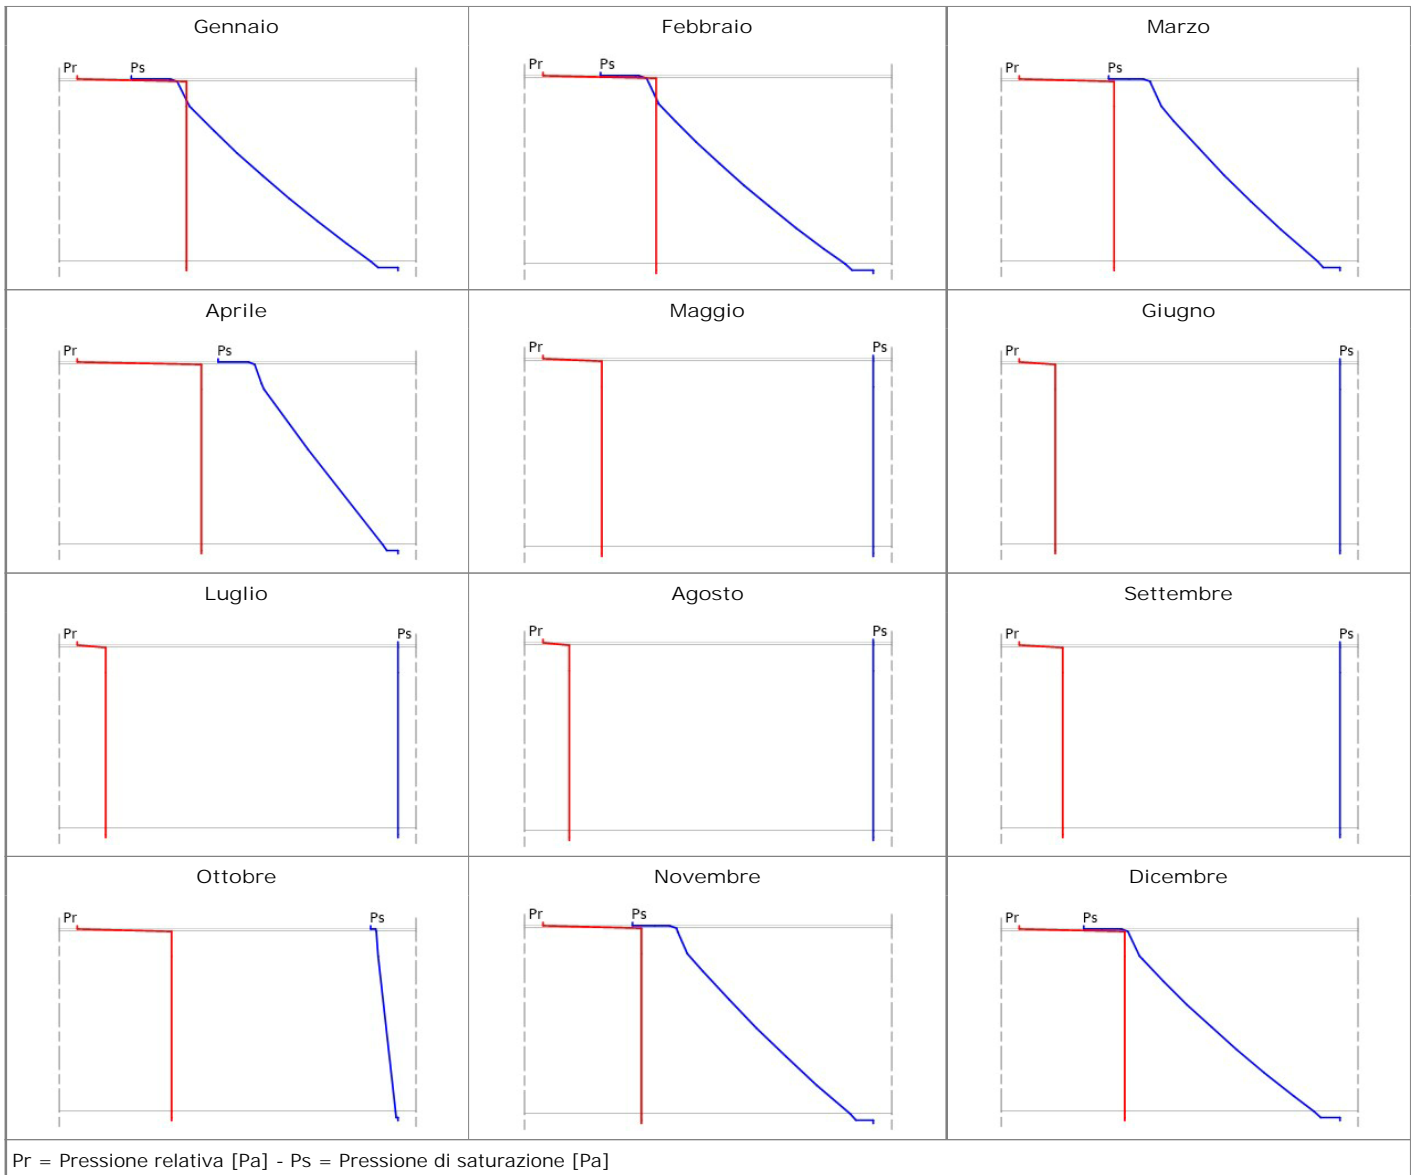 Gennaio
Febbraio
Marzo
Pr
Ps
Pr
Ps
Pr
Ps
Aprile
Maggio
Giugno
Pr
Ps
Pr
Ps
Pr
Ps
Luglio
Agosto
Settembre
Pr
Ps
Pr
Ps
Pr
Ps
Ottobre
Novembre
Dicembre
Pr
Ps
Pr
Ps
Pr
Ps
Pr = Pressione relativa [Pa] - Ps = Pressione di saturazione [Pa]